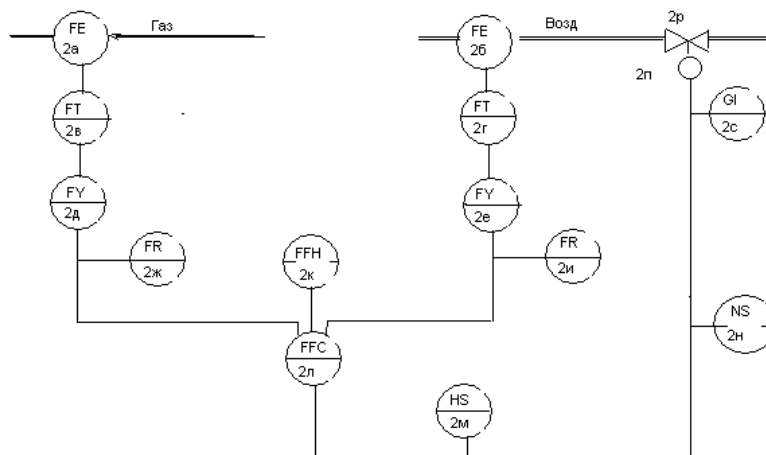 FE
2а
Газ
FE
2б
Возд
2р
2п
FT
2в
FT
2г
GI
2с
FY
2д
FY
2е
FR
2ж
FFH
2к
FR
2и
NS
2н
FFC
2л
HS
2м